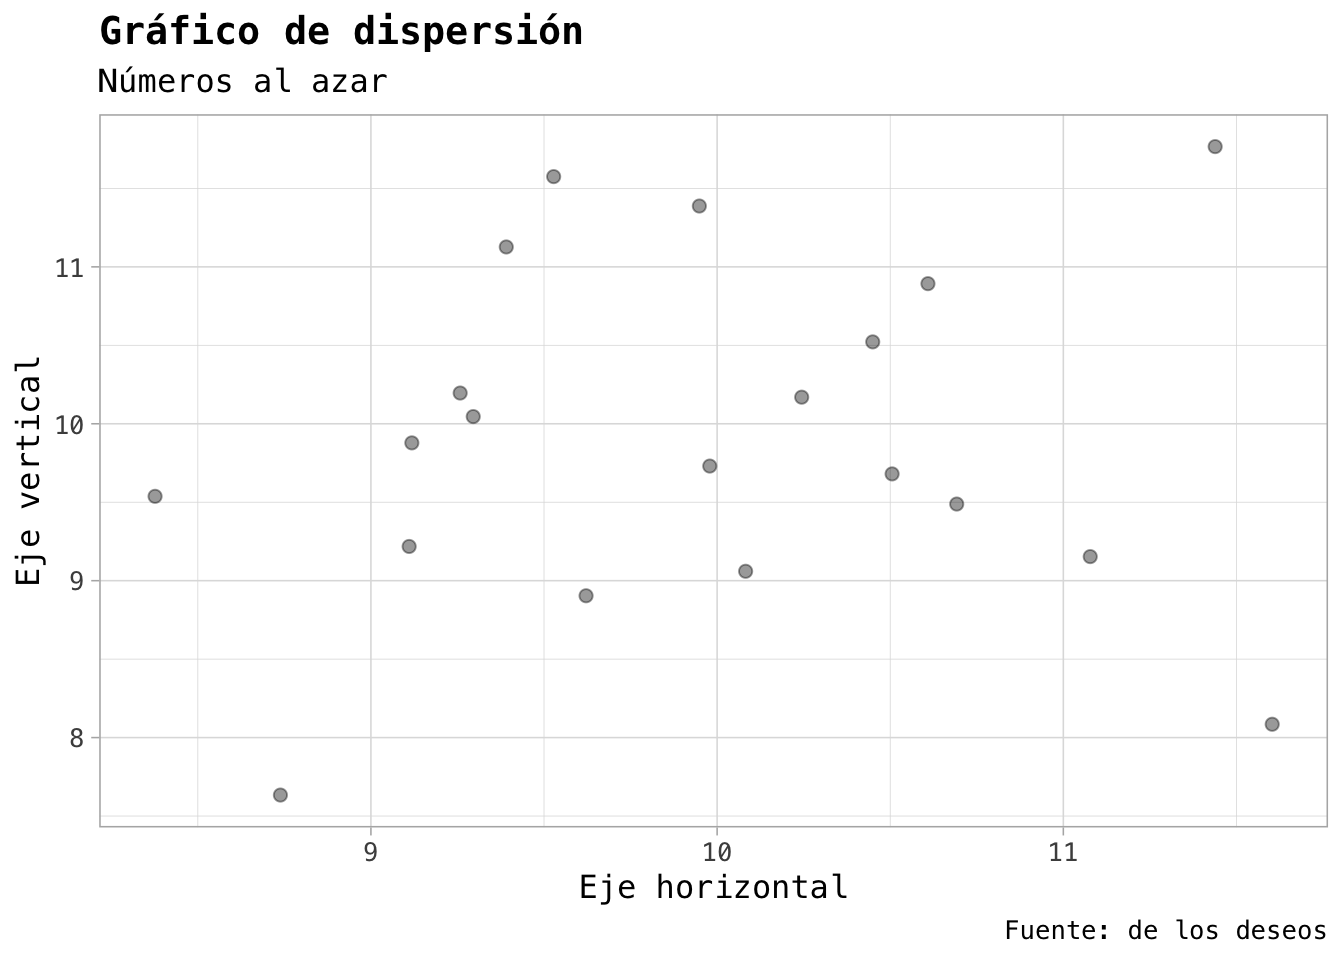 Gráfico de dispersión
Números al azar
Eje vertical
11
10
9
8
9 10 11
Eje horizontal
Fuente: de los deseos